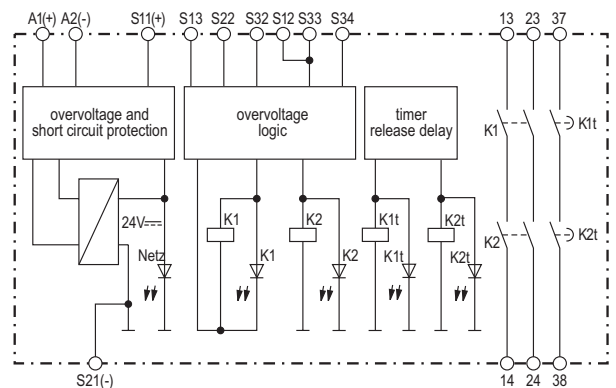 A1(+) A2(-) S11(+) S13 S22 S32 S12 S33 S34 13 23 37
overvoltage and
short circuit protection
overvoltage
logic
timer
release delay
K1 K1t
24V
K1 K2 K1t K2t
K2 K2t
Netz K1 K2 K1t K2t
S21(-) 14 24 38